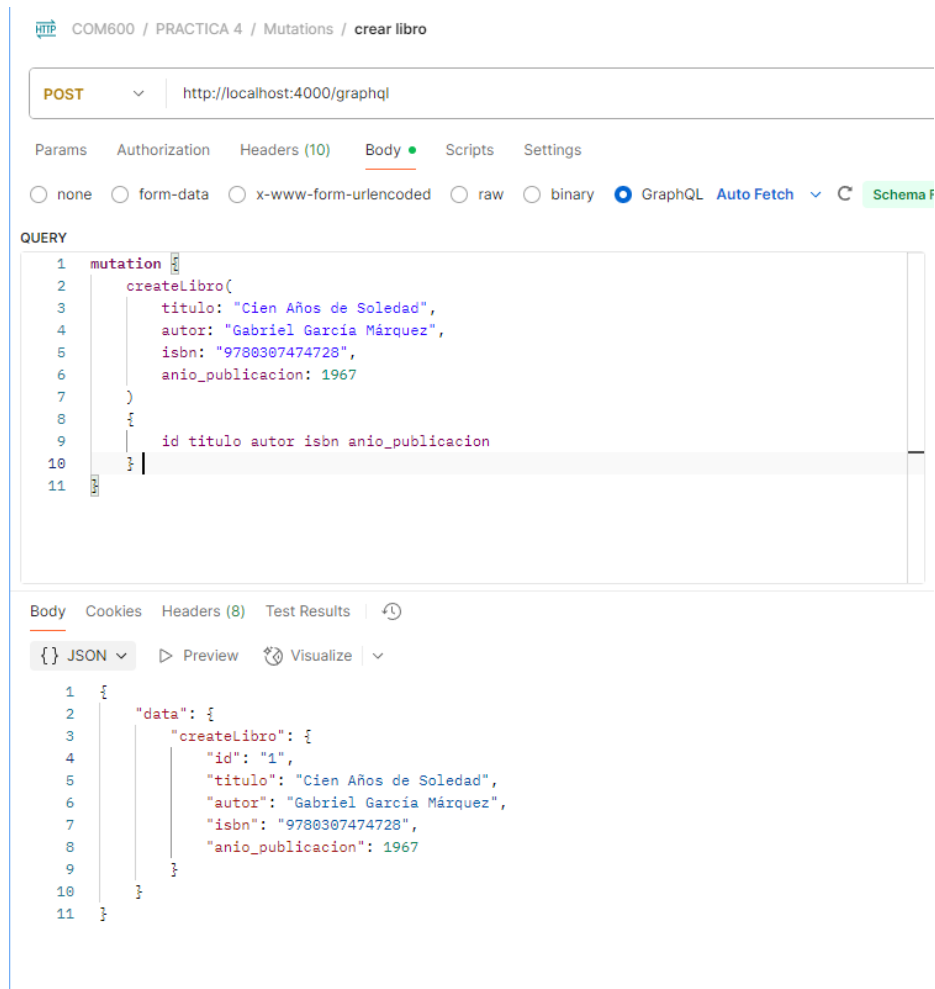 HTTP COM600 / PRACTICA 4 / Mutations / crear libro
POST http://localhost:4000/graphql
Params Authorization Headers (10) Body Scripts Settings
none form-data x-www-form-urlencoded raw binary GraphQL Auto Fetch Schema F
QUERY
1 mutation {
2 createLibro(
3 titulo: "Cien Años de Soledad",
4 autor: "Gabriel García Márquez",
5 isbn: "9780307474728",
6 anio_publicacion: 1967
7 )
8 {
9 id titulo autor isbn anio_publicacion
10 }
11 }
Body Cookies Headers (8) Test Results
{} JSON Preview Visualize
1 {
2 "data": {
3 "createLibro": {
4 "id": "1",
5 "titulo": "Cien Años de Soledad",
6 "autor": "Gabriel García Márquez",
7 "isbn": "9780307474728",
8 "anio_publicacion": 1967
9 }
10 }
11 }